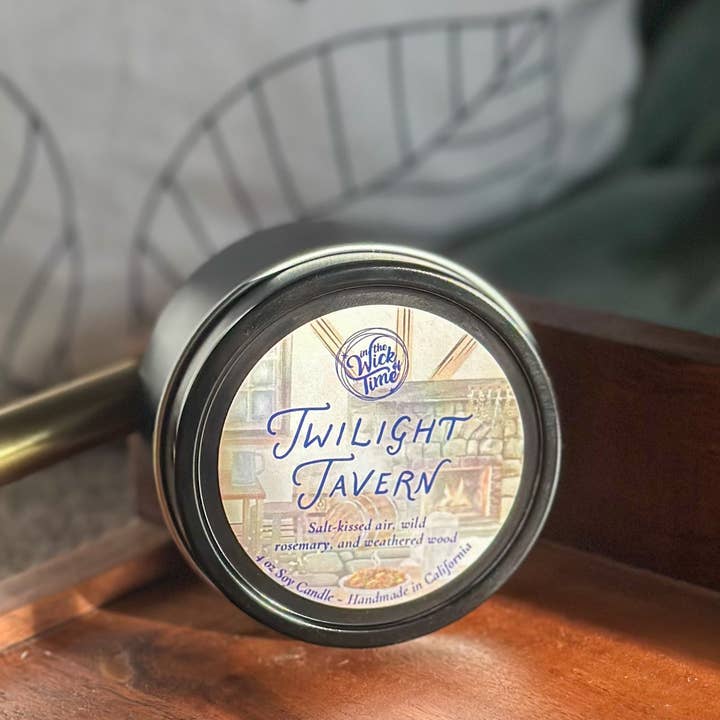 in the
Wick
of
Time
TWILIGHT
TAVERN
Salt-kissed air, wild
rosemary, and weathered wood
4 oz Soy Candle - Handmade in California